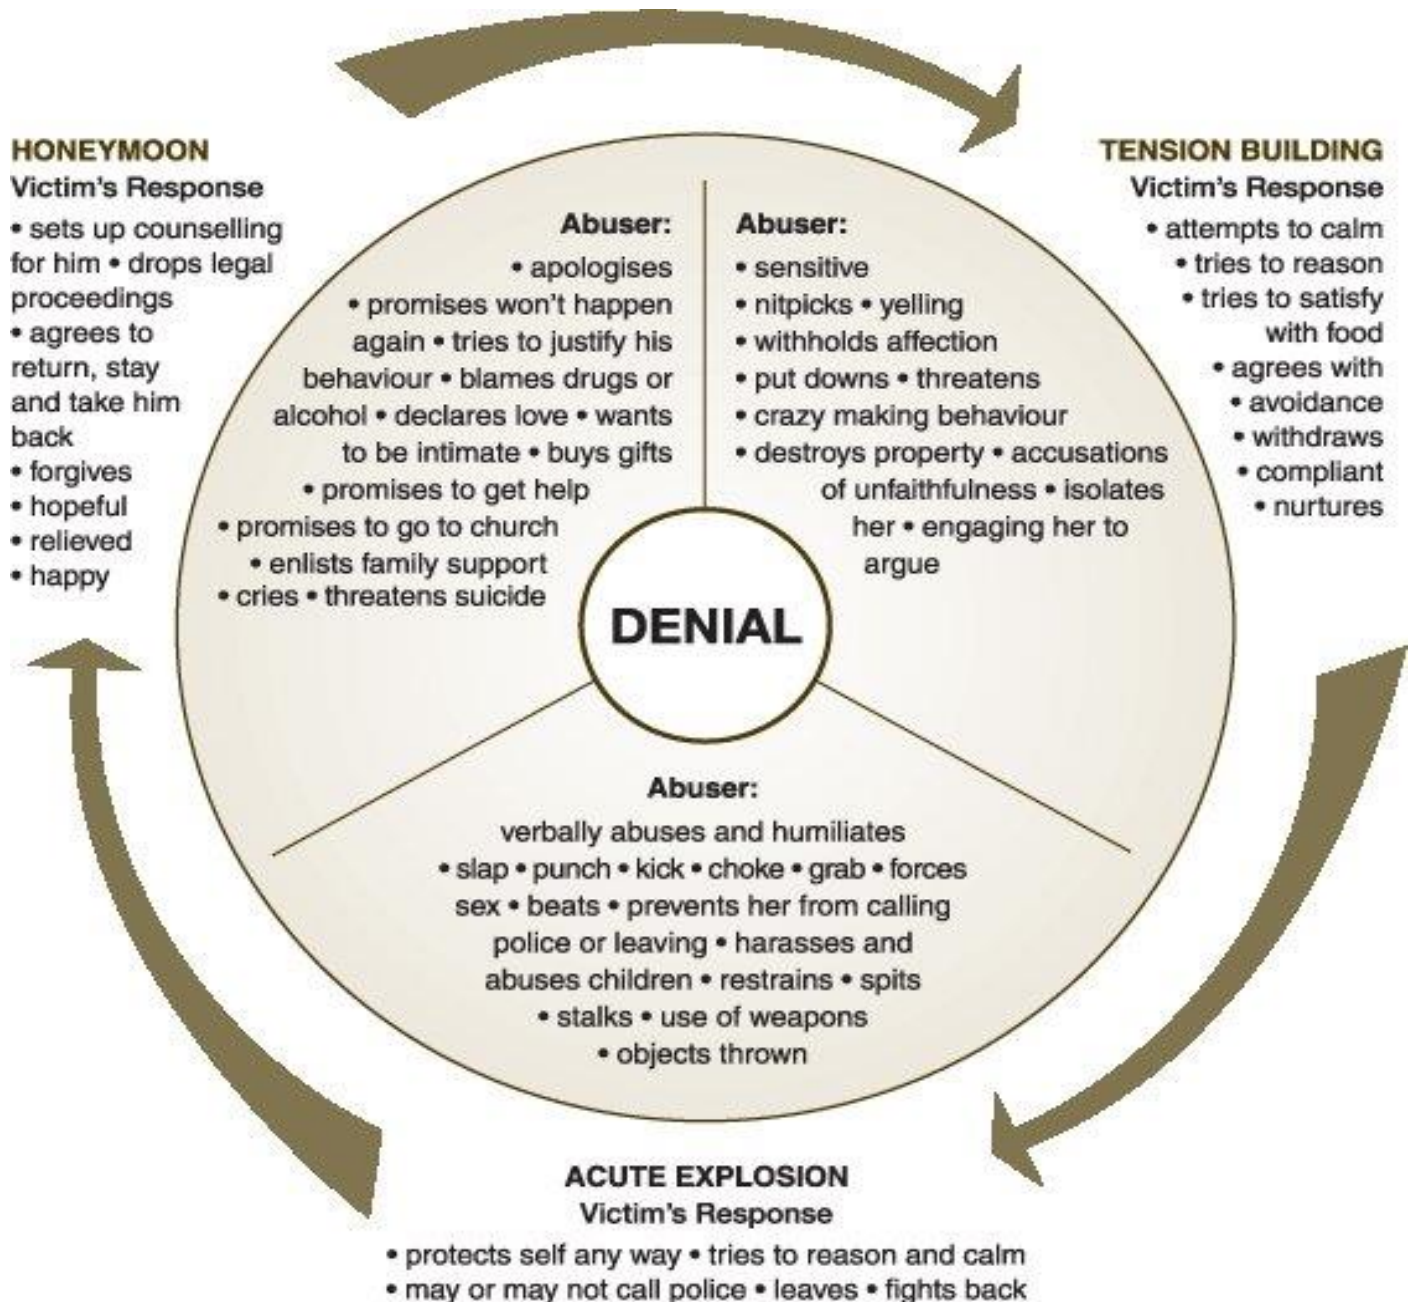 HONEYMOON
Victim's Response
• sets up counselling
for him • drops legal
proceedings
• agrees to
return, stay
and take him
back
• forgives
• hopeful
• relieved
• happy
Abuser:
• apologises
• promises won't happen
again • tries to justify his
behaviour • blames drugs or
alcohol • declares love • wants
to be intimate • buys gifts
• promises to get help
• promises to go to church
• enlists family support
• cries • threatens suicide
Abuser:
• sensitive
• nitpicks • yelling
• withholds affection
• put downs • threatens
• crazy making behaviour
• destroys property • accusations
of unfaithfulness • isolates
her • engaging her to
argue
TENSION BUILDING
Victim's Response
• attempts to calm
• tries to reason
• tries to satisfy
with food
• agrees with
• avoidance
• withdraws
• compliant
• nurtures
DENIAL
Abuser:
verbally abuses and humiliates
• slap • punch • kick • choke • grab • forces
sex • beats • prevents her from calling
police or leaving • harasses and
abuses children • restrains • spits
• stalks • use of weapons
• objects thrown
ACUTE EXPLOSION
Victim's Response
• protects self any way • tries to reason and calm
• may or may not call police • leaves • fights back